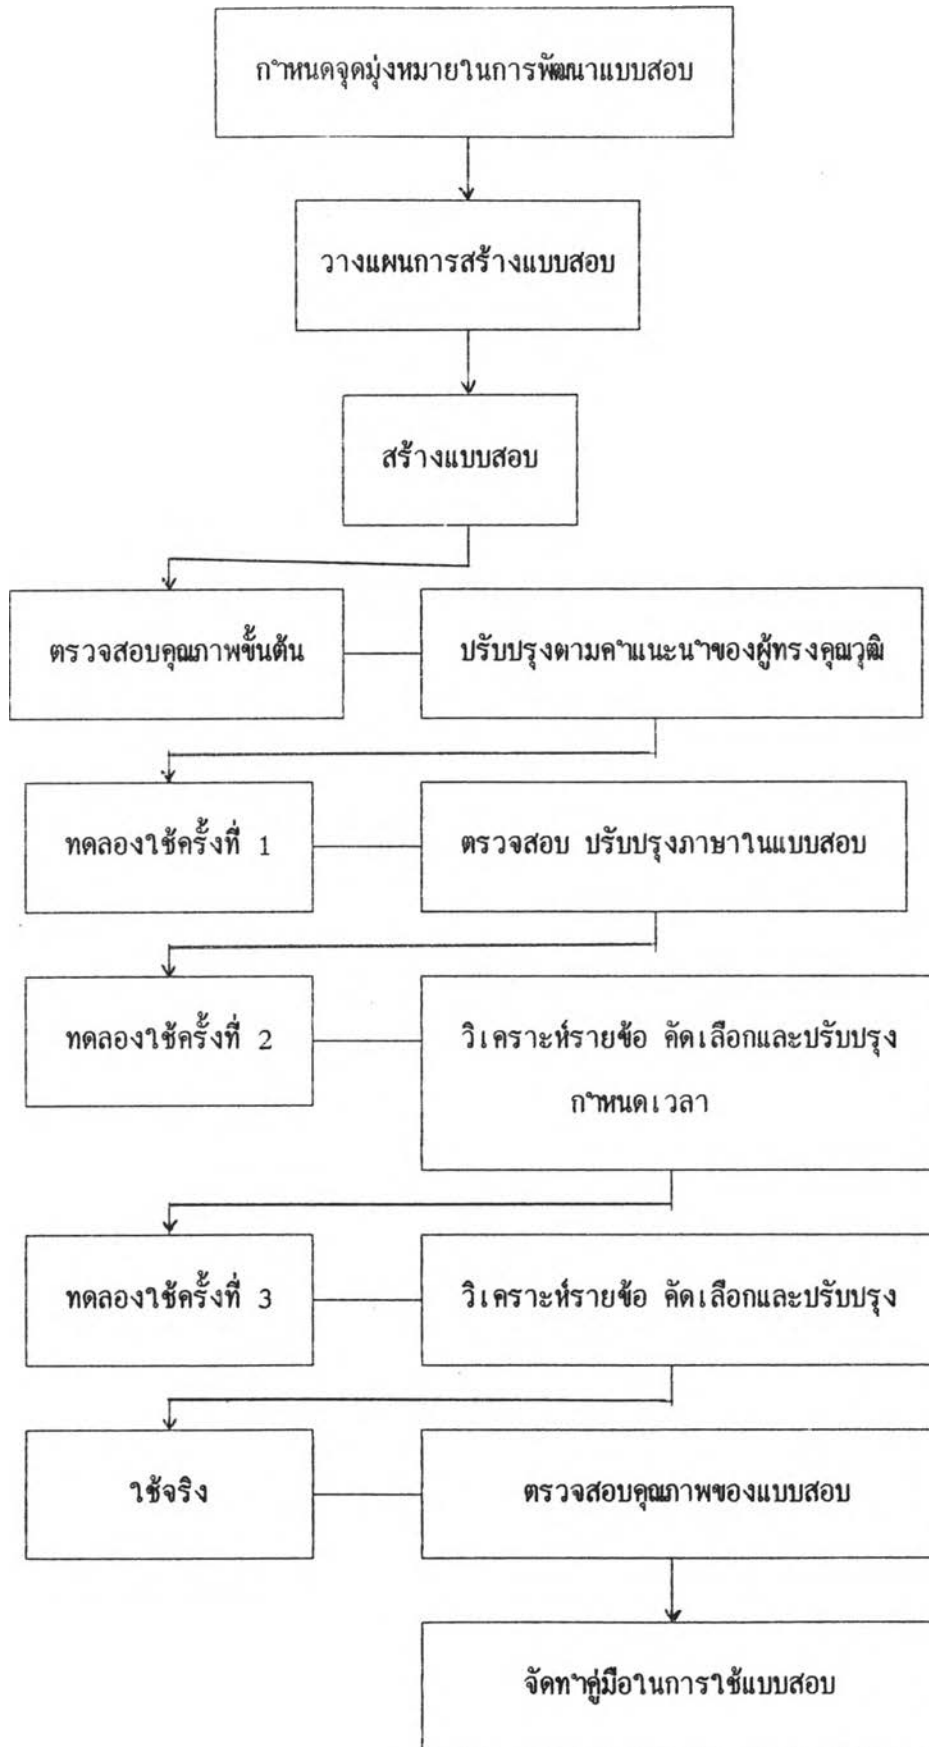 กำหนดจุดมุ่งหมายในการพัฒนาแบบสอบ
วางแผนการสร้างแบบสอบ
สร้างแบบสอบ
ตรวจสอบคุณภาพขั้นต้น
ปรับปรุงตามคำแนะนำของผู้ทรงคุณวุฒิ
ทดลองใช้ครั้งที่ 1
ตรวจสอบ ปรับปรุงภาษาในแบบสอบ
ทดลองใช้ครั้งที่ 2
วิเคราะห์รายข้อ คัดเลือกและปรับปรุง
กำหนดเวลา
ทดลองใช้ครั้งที่ 3
วิเคราะห์รายข้อ คัดเลือกและปรับปรุง
ใช้จริง
ตรวจสอบคุณภาพของแบบสอบ
จัดทำคู่มือในการใช้แบบสอบ